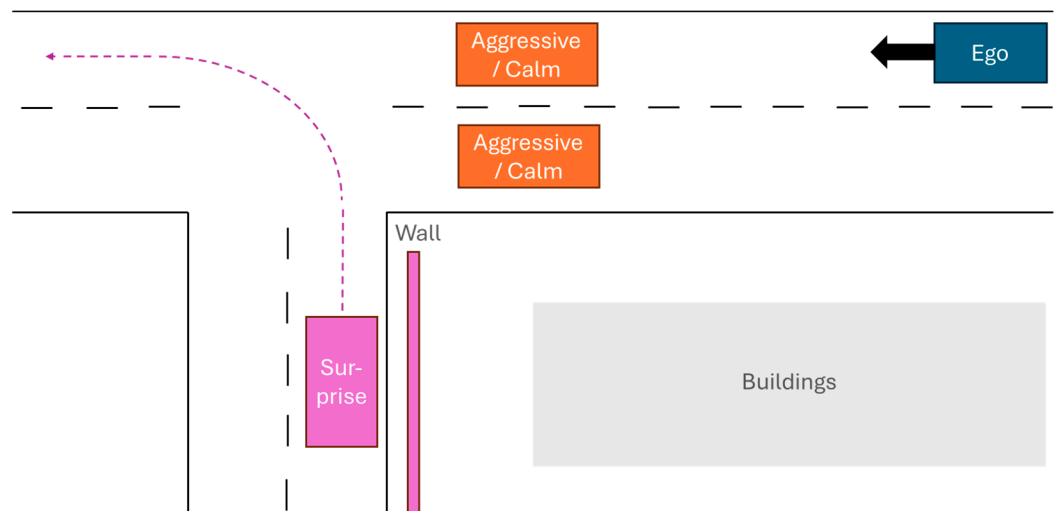 Aggressive
/ Calm
Ego
Aggressive
/ Calm
Wall
Sur-
prise
Buildings